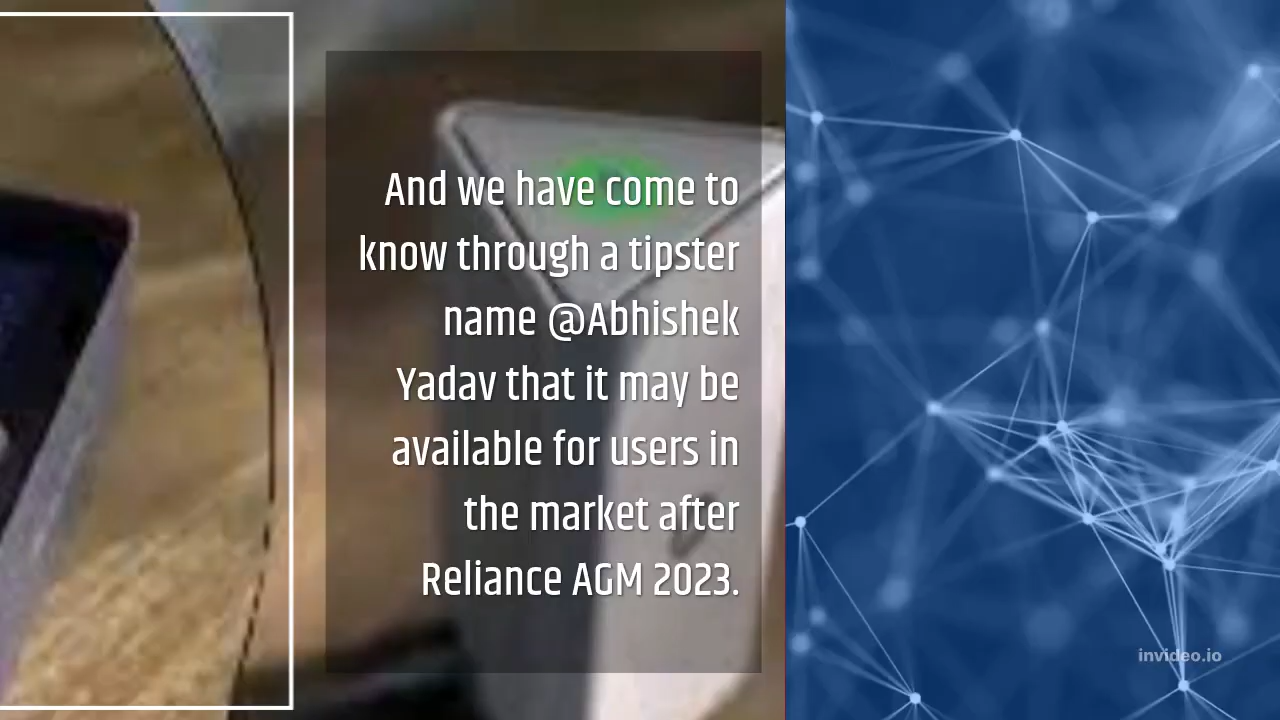 And we have come to
know through a tipster
name @Abhishek
Yadav that it may be
available for users in
the market after
Reliance AGM 2023.
invideo.io